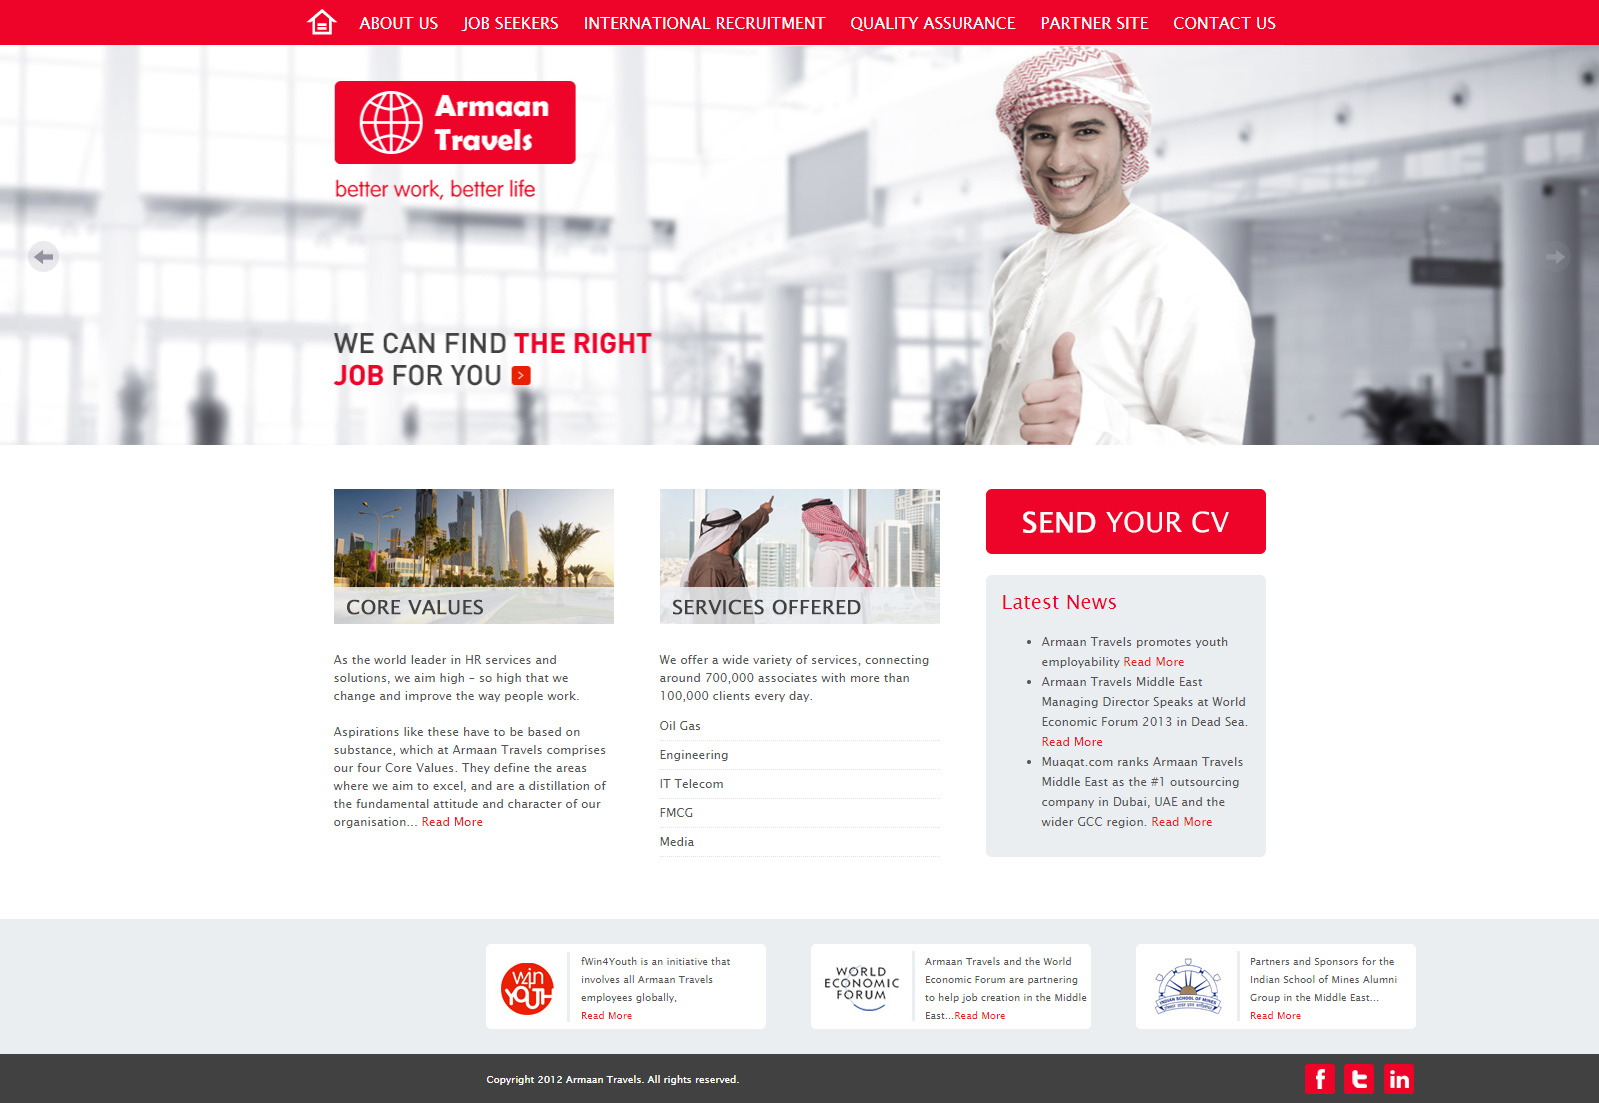 ABOUT US JOB SEEKERS INTERNATIONAL RECRUITMENT QUALITY ASSURANCE PARTNER SITE CONTACT US
Armaan
Travels
better work, better life
WE CAN FIND THE RIGHT
JOB FOR YOU >
CORE VALUES
As the world leader in HR services and
solutions, we aim high – so high that we
change and improve the way people work.
Aspirations like these have to be based on
substance, which at Armaan Travels comprises
our four Core Values. They define the areas
where we aim to excel, and are a distillation of
the fundamental attitude and character of our
organisation... Read More
SERVICES OFFERED
We offer a wide variety of services, connecting
around 700,000 associates with more than
100,000 clients every day.
Oil Gas
Engineering
IT Telecom
FMCG
Media
SEND YOUR CV
Latest News
• Armaan Travels promotes youth
employability Read More
• Armaan Travels Middle East
Managing Director Speaks at World
Economic Forum 2013 in Dead Sea.
Read More
• Muaqat.com ranks Armaan Travels
Middle East as the #1 outsourcing
company in Dubai, UAE and the
wider GCC region. Read More
W4n
YOUTH
fWin4Youth is an initiative that
involves all Armaan Travels
employees globally,
Read More
WORLD
ECONOMIC
FORUM
Armaan Travels and the World
Economic Forum are partnering
to help job creation in the Middle
East...Read More
INDIAN SCHOOL OF MINES
Partners and Sponsors for the
Indian School of Mines Alumni
Group in the Middle East...
Read More
Copyright 2012 Armaan Travels. All rights reserved.
f t in